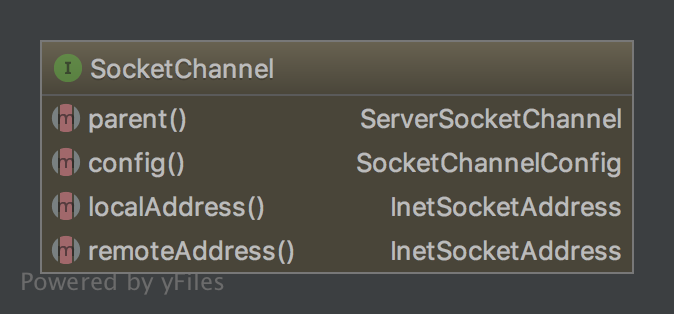 I SocketChannel
m parent() ServerSocketChannel
m config() SocketChannelConfig
m localAddress() InetSocketAddress
m remoteAddress() InetSocketAddress
Powered by yFiles